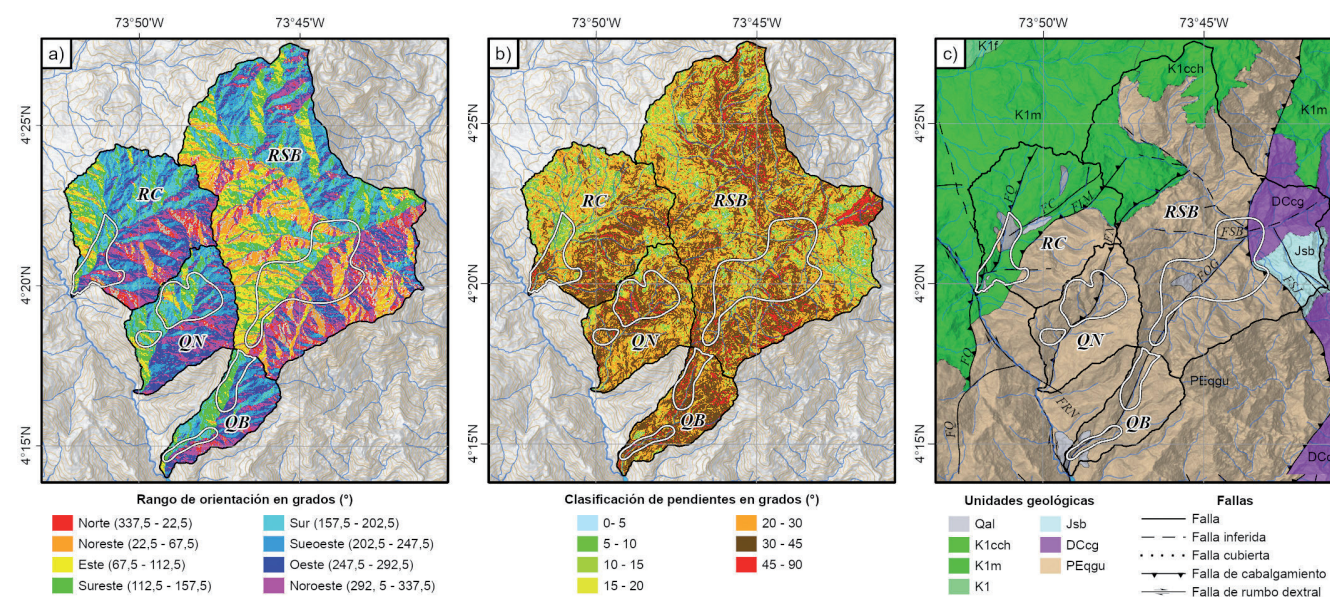 73°50'W
73°45'W
73°50'W
73°45'W
73°50'W
73°45'W
a)
4°25'N
4°20'N
4°15'N
RSB
RC
QN
QB
b)
4°25'N
4°20'N
4°15'N
RSB
RC
QN
QB
c)
4°25'N
4°20'N
4°15'N
K1f
K1cch
K1m
K1m
DCcg
RSB
FQ
FC
FLM
FSB
Jsb
RC
FOG
QN
FQ
PEqgu
FRN
FQ
QB
Rango de orientación en grados (°)
Norte (337,5 - 22,5)
Noreste (22,5 - 67,5)
Este (67,5 - 112,5)
Sureste (112,5 - 157,5)
Sur (157,5 - 202,5)
Sueoeste (202,5 - 247,5)
Oeste (247,5 - 292,5)
Noroeste (292, 5 - 337,5)
Clasificación de pendientes en grados (°)
0- 5
5 - 10
10 - 15
15 - 20
20 - 30
30 - 45
45 - 90
Unidades geológicas
Qal
K1cch
K1m
K1
Jsb
DCcg
PEqgu
Fallas
Falla
Falla inferida
Falla cubierta
Falla de cabalgamiento
Falla de rumbo dextral